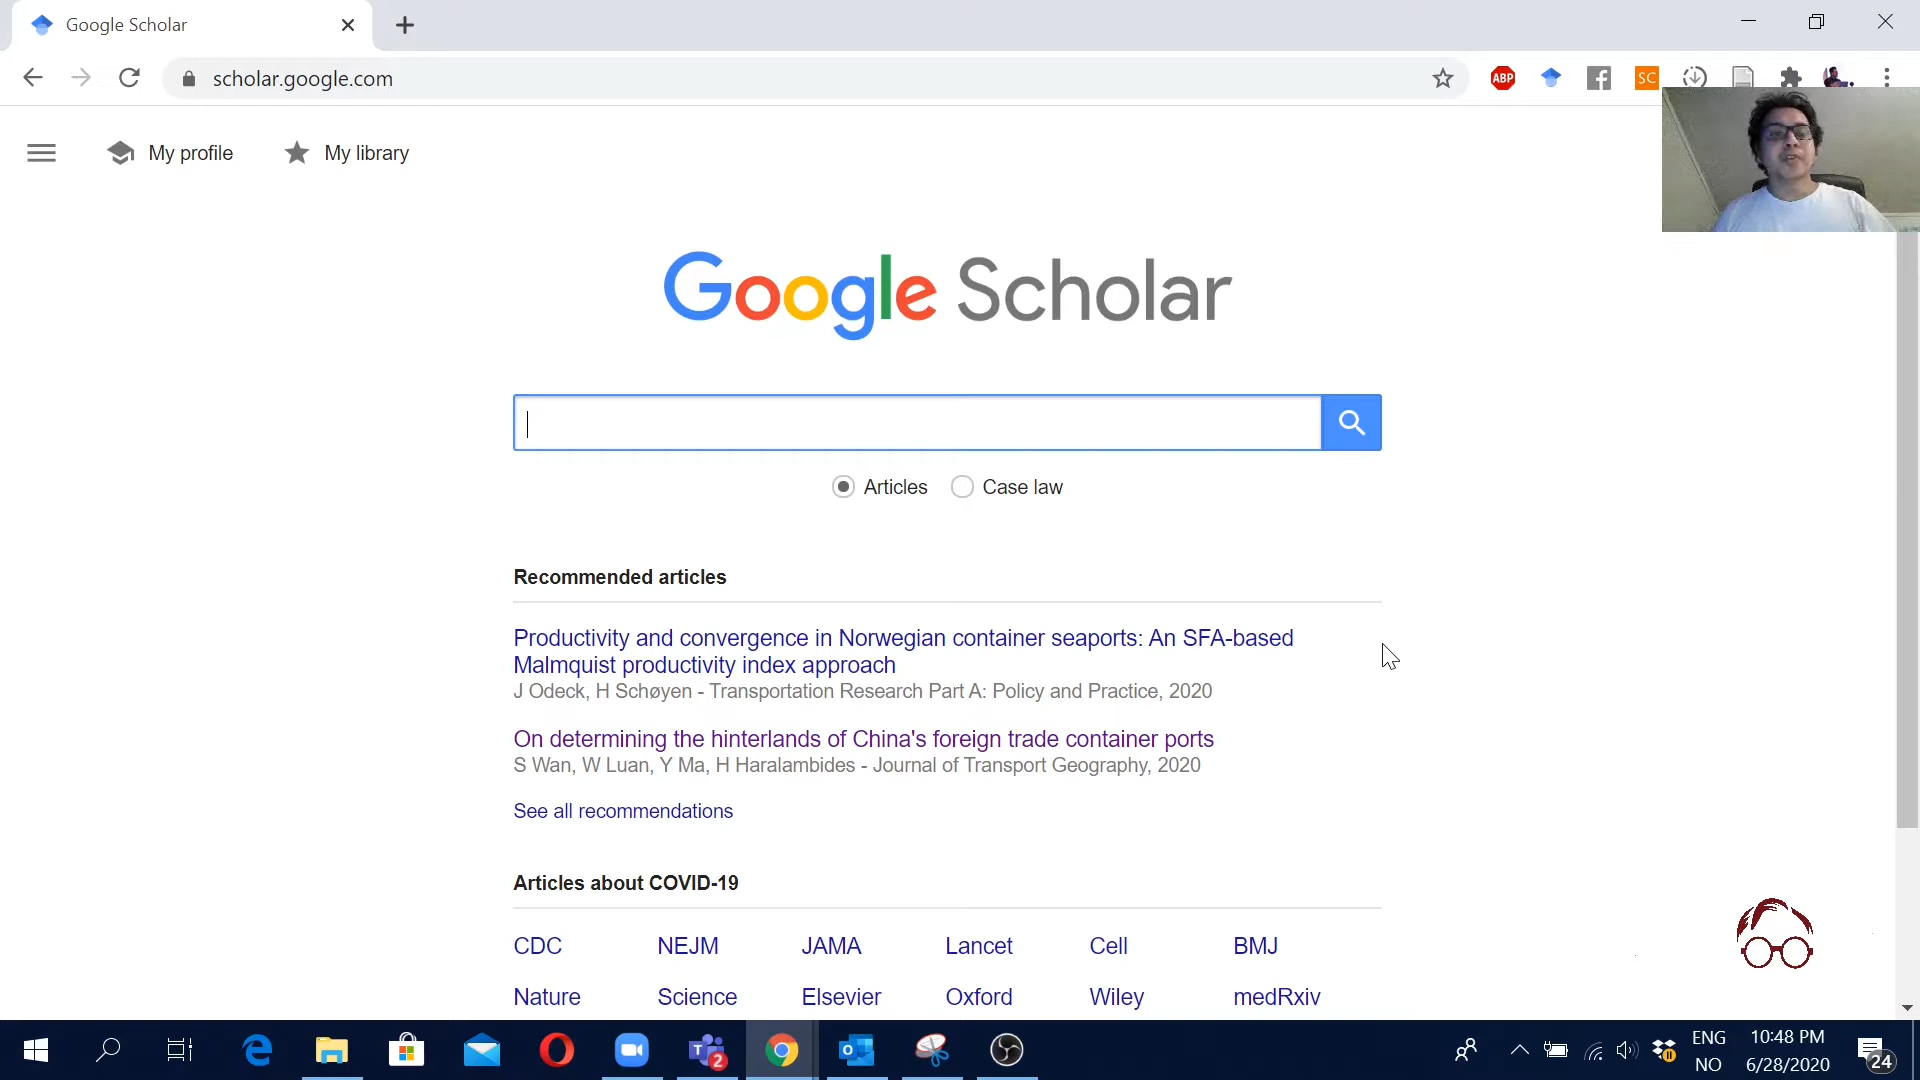 Google Scholar
scholar.google.com
ABP
SC
My profile
My library
Google Scholar
Articles
Case law
Recommended articles
Productivity and convergence in Norwegian container seaports: An SFA-based
Malmquist productivity index approach
J Odeck, H Schøyen - Transportation Research Part A: Policy and Practice, 2020
On determining the hinterlands of China's foreign trade container ports
S Wan, W Luan, Y Ma, H Haralambides - Journal of Transport Geography, 2020
See all recommendations
Articles about COVID-19
CDC NEJM JAMA Lancet Cell BMJ
Nature Science Elsevier Oxford Wiley medRxiv
ENG 10:48 PM
NO 6/28/2020
2
24